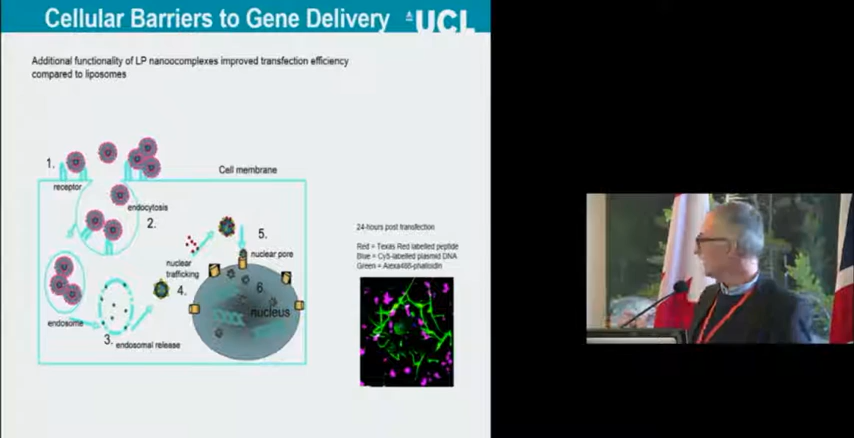 Cellular Barriers to Gene Delivery
UCL
Additional functionality of LP nanoocomplexes improved transfection efficiency
compared to liposomes
1.
receptor
Cell membrane
endocytosis
2.
5.
nuclear pore
nuclear
trafficking
4.
6.
nucleus
endosome
3.
endosomal release
24-hours post transfection
Red = Texas Red labelled peptide
Blue = Cy5-labelled plasmid DNA
Green = Alexa488-phalloidin